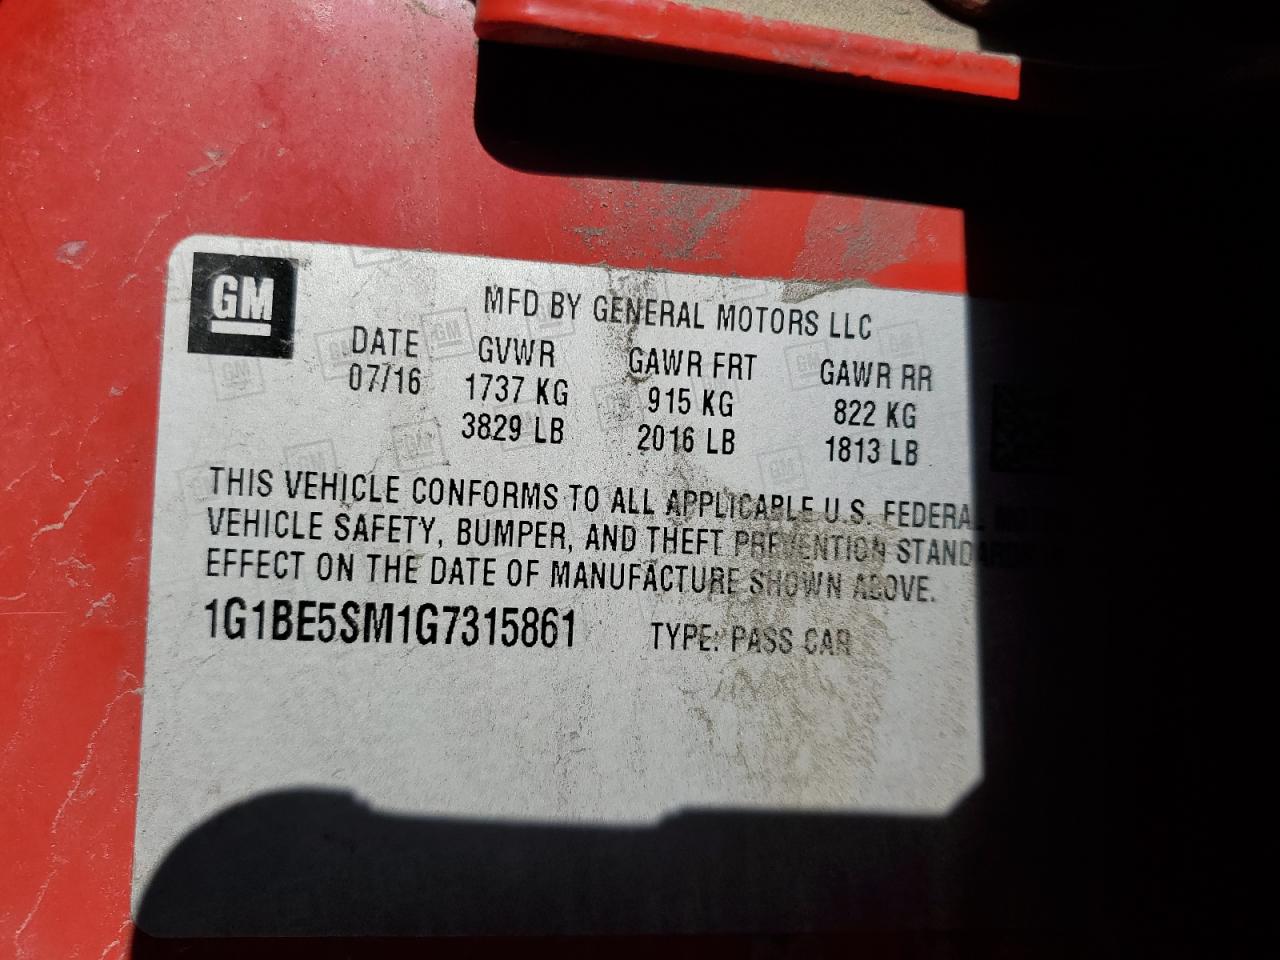 GM
MFD BY GENERAL MOTORS LLC
DATE GVWR GAWR FRT GAWR RR
07/16 1737 KG 915 KG 822 KG
3829 LB 2016 LB 1813 LB
THIS VEHICLE CONFORMS TO ALL APPLICABLE U.S. FEDERAL
VEHICLE SAFETY, BUMPER, AND THEFT PREVENTION STANDARDS
EFFECT ON THE DATE OF MANUFACTURE SHOWN ABOVE.
1G1BE5SM1G7315861 TYPE: PASS CAR